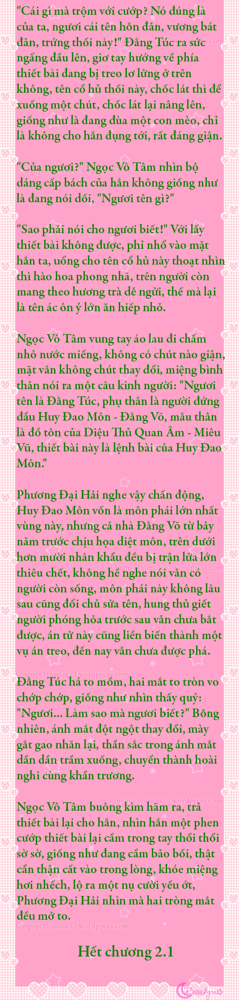 "Cái gì mà trộm với cướp? Nó đúng là
của ta, ngươi cái tên hỗn đản, vương bát
đản, trứng thối này!" Đằng Túc ra sức
ngẩng đầu lên, giơ tay hướng về phía
thiết bài đang bị treo lơ lửng ở trên
không, tên cổ hủ thối này, chốc lát thì để
xuống một chút, chốc lát lại nâng lên,
giống như là đang đùa một con mèo, chỉ
là không cho hắn đụng tới, rất đáng giận.
"Của ngươi?" Ngọc Vô Tâm nhìn bộ
dáng cấp bách của hắn không giống như
là đang nói dối, "Ngươi tên gì?"
"Sao phải nói cho ngươi biết!" Với lấy
thiết bài không được, phỉ nhổ vào mặt
hắn ta, uổng cho tên cổ hủ này thoạt nhìn
thì hào hoa phong nhã, trên người còn
mang theo hương trà dễ ngửi, thế mà lại
là tên ác ôn ỷ lớn ăn hiếp nhỏ.
Ngọc Vô Tâm vung tay áo lau đi chấm
nhỏ nước miếng, không có chút nào giận,
mặt vẫn không chút thay đổi, miệng bình
thản nói ra một câu kinh người: "Ngươi
tên là Đằng Túc, phụ thân là người đứng
đầu Huy Đao Môn - Đằng Võ, mẫu thân
là đồ tôn của Diệu Thủ Quan Âm - Miêu
Vũ, thiết bài này là lệnh bài của Huy Đao
Môn."
Phương Đại Hải nghe vậy chấn động,
Huy Đao Môn vốn là môn phái lớn nhất
vùng này, nhưng cả nhà Đằng Võ từ bảy
năm trước chịu họa diệt môn, trên dưới
hơn mười nhân khẩu đều bị trận lửa lớn
thiêu chết, không hề nghe nói vẫn có
người còn sống, môn phái này không lâu
sau cũng đổi chủ sửa tên, hung thủ giết
người phóng hỏa trước sau vẫn chưa bắt
được, án tử này cũng liền biến thành một
vụ án treo, đến nay vẫn chưa được phá.
Đằng Túc há to mồm, hai mắt to tròn vo
chớp chớp, giống như nhìn thấy quỷ:
"Ngươi... Làm sao mà ngươi biết?" Bỗng
nhiên, ánh mắt đột ngột thay đổi, mày
gắt gao nhăn lại, thần sắc trong ánh mắt
dần dần trầm xuống, chuyển thành hoài
nghi cùng khẩn trương.
Ngọc Vô Tâm buông kìm hãm ra, trả
thiết bài lại cho hắn, nhìn hắn một phen
cướp thiết bài lại cầm trong tay thổi thổi
sờ sờ, giống như đang cầm bảo bối, thật
cẩn thận cất vào trong lòng, khóe miệng
hơi nhếch, lộ ra một nụ cười yếu ớt,
Phương Đại Hải nhìn mà hai tròng mắt
đều mở to.
OnguyetvancacO.wordpress.com
Hết chương 2.1
Rosalyn